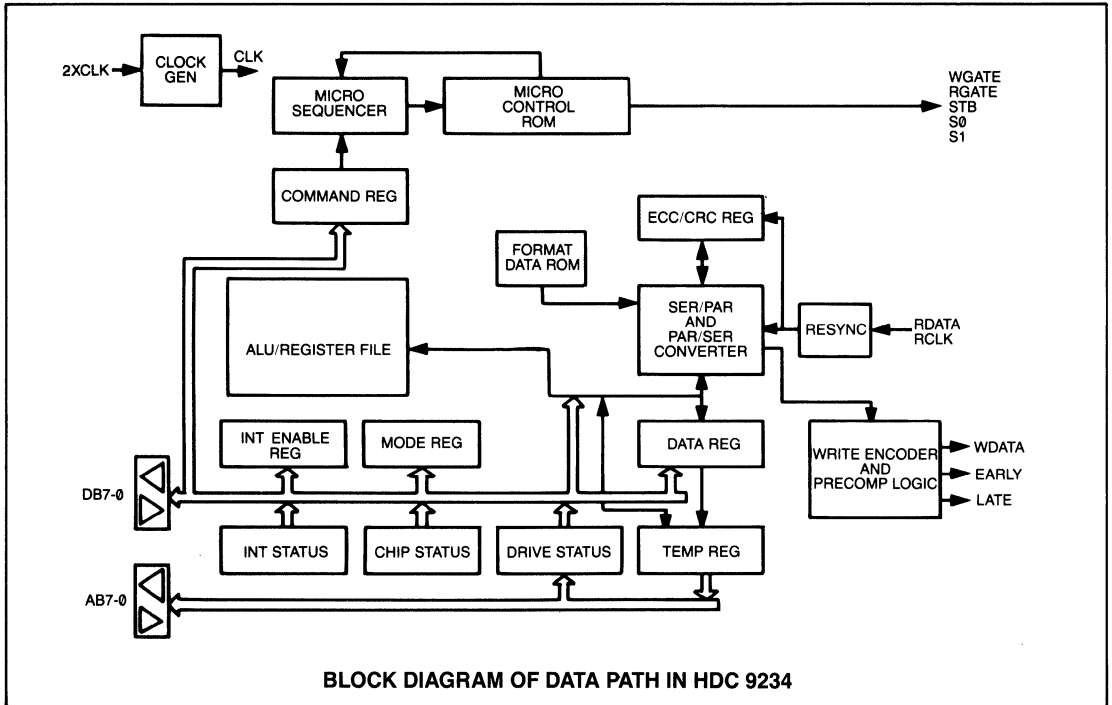 2XCLK
CLOCK
GEN
CLK
MICRO
SEQUENCER
MICRO
CONTROL
ROM
WGATE
RGATE
STB
S0
S1
COMMAND REG
ECC/CRC REG
FORMAT
DATA ROM
SER/PAR
AND
PAR/SER
CONVERTER
RESYNC
RDATA
RCLK
ALU/REGISTER FILE
INT ENABLE
REG
MODE REG
DATA REG
WRITE ENCODER
AND
PRECOMP LOGIC
WDATA
EARLY
LATE
DB7-0
INT STATUS
CHIP STATUS
DRIVE STATUS
TEMP REG
AB7-0
BLOCK DIAGRAM OF DATA PATH IN HDC 9234